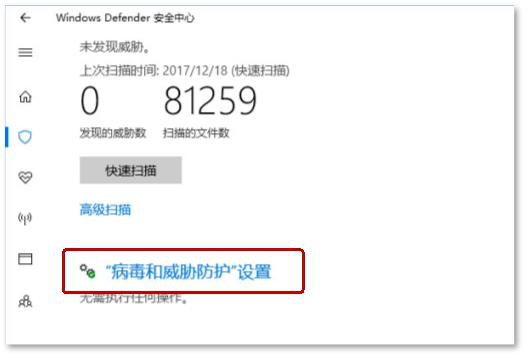 Windows Defender 安全中心
未发现威胁。
上次扫描时间: 2017/12/18 (快速扫描)
0 81259
发现的威胁数 扫描的文件数
快速扫描
高级扫描
“病毒和威胁防护”设置
无需执行任何操作。